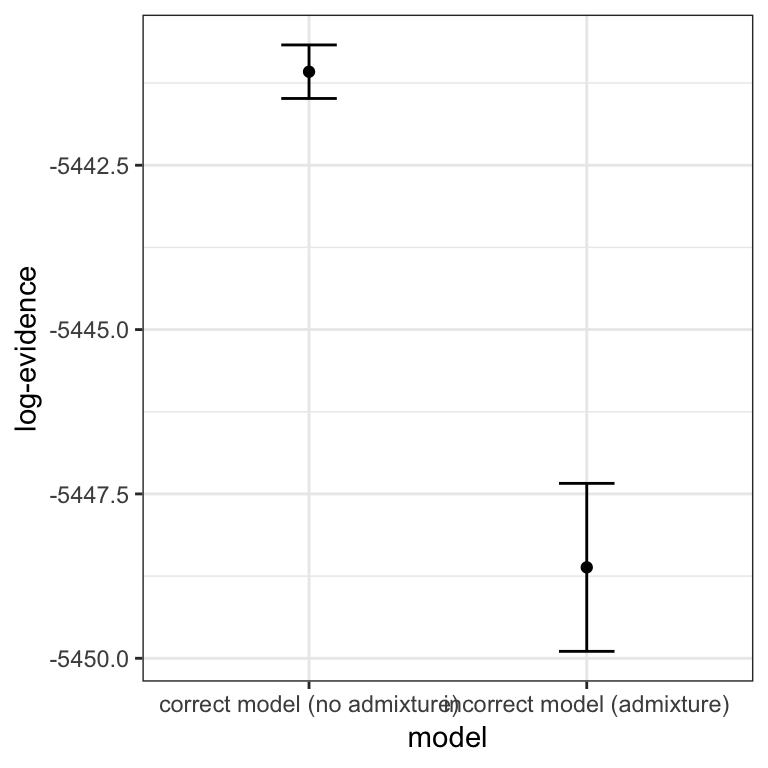 -5442.5
-5445.0
-5447.5
-5450.0
log-evidence
correct model (no admixture) incorrect model (admixture)
model